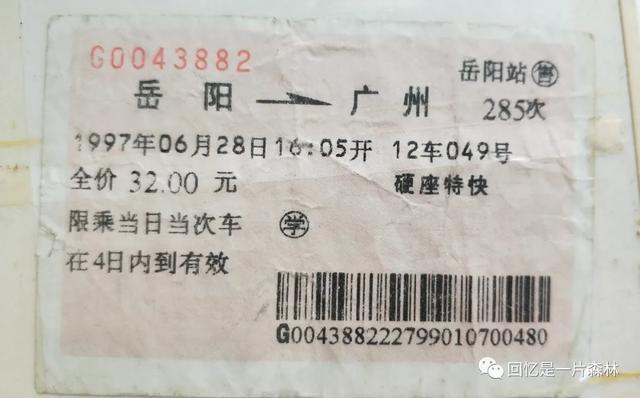 G0043882
岳阳站 售
岳阳 → 广州 285次
1997年06月28日16:05开 12车049号
全价 32.00 元 硬座特快
限乘当日当次车 学
在4日内到有效
G004388222799010700480
回忆是一片森林